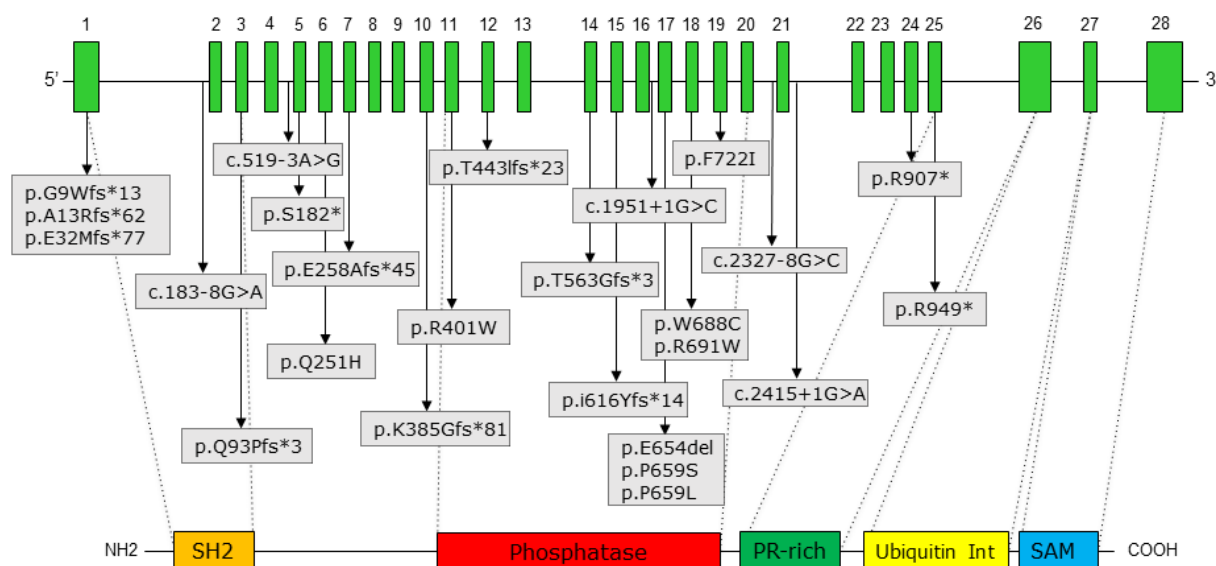 1 2 3 4 5 6 7 8 9 10 11 12 13 14 15 16 17 18 19 20 21 22 23 24 25 26 27 28
5' 3
p.G9Wfs*13
p.A13Rfs*62
p.E32Mfs*77
c.183-8G>A
p.Q93Pfs*3
c.519-3A>G
p.S182*
p.E258Afs*45
p.Q251H
p.K385Gfs*81
p.R401W
p.T443lfs*23
p.T563Gfs*3
p.i616Yfs*14
c.1951+1G>C
p.E654del
p.P659S
p.P659L
p.W688C
p.R691W
p.F722I
c.2327-8G>C
c.2415+1G>A
p.R907*
p.R949*
NH2 SH2 Phosphatase PR-rich Ubiquitin Int SAM COOH